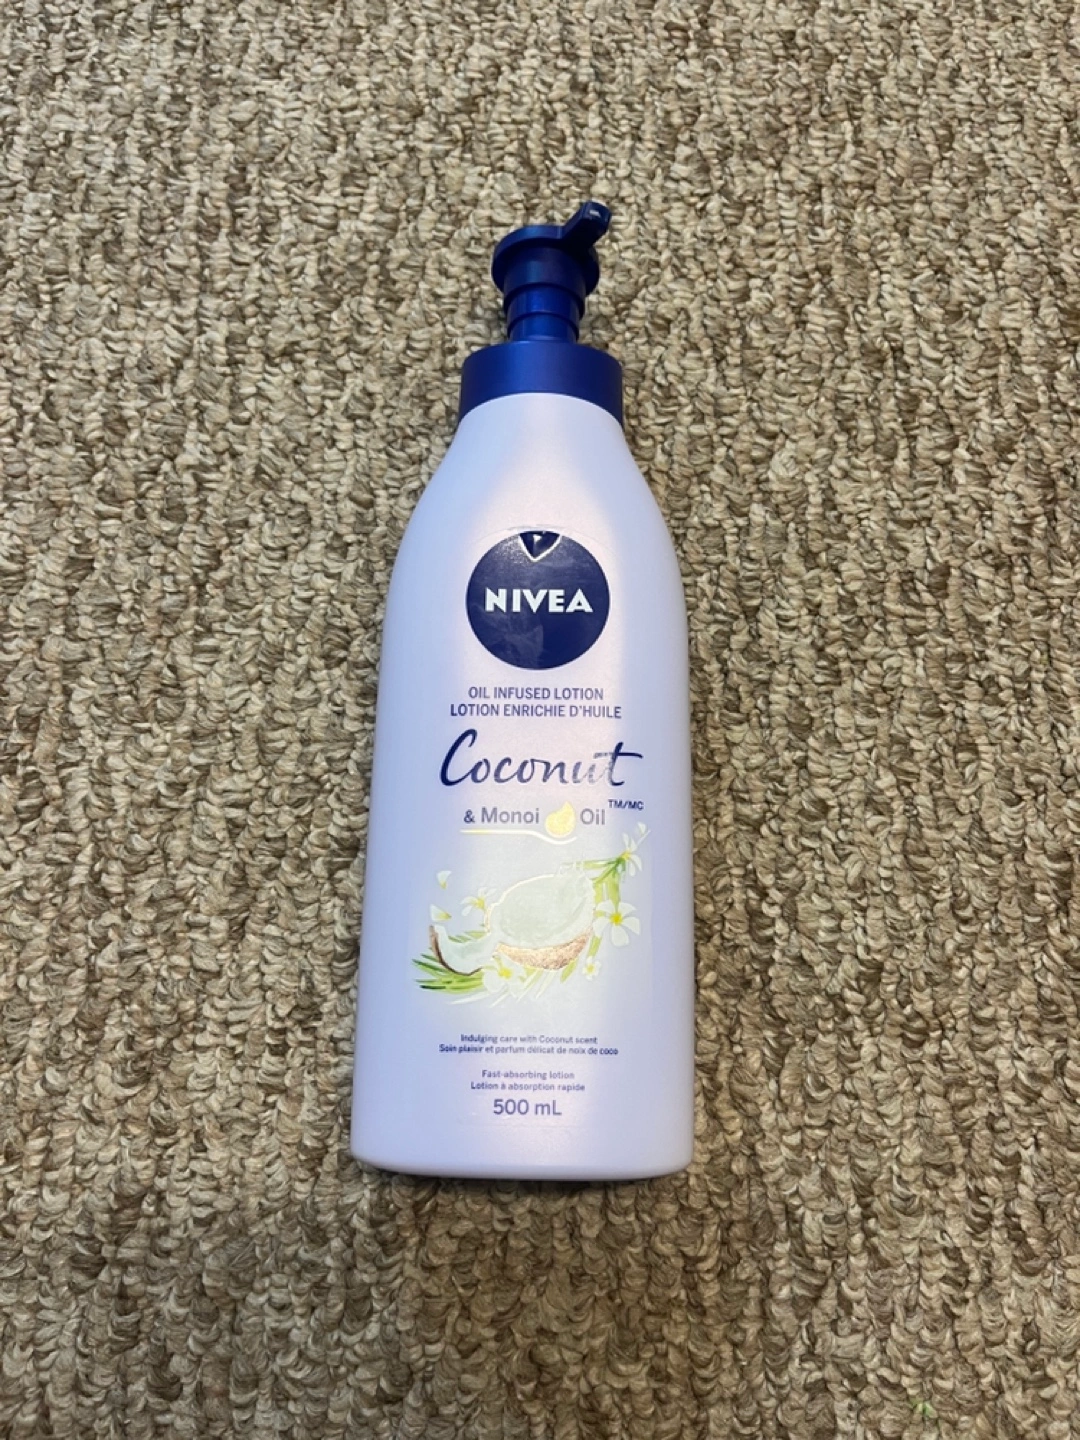 NIVEA
OIL INFUSED LOTION
LOTION ENRICHIE D'HUILE
Coconut
& Monoi Oil TM/MC
Indulging care with Coconut scent
Soin plaisir et parfum délicat de noix de coco
Fast-absorbing lotion
Lotion à absorption rapide
500 mL